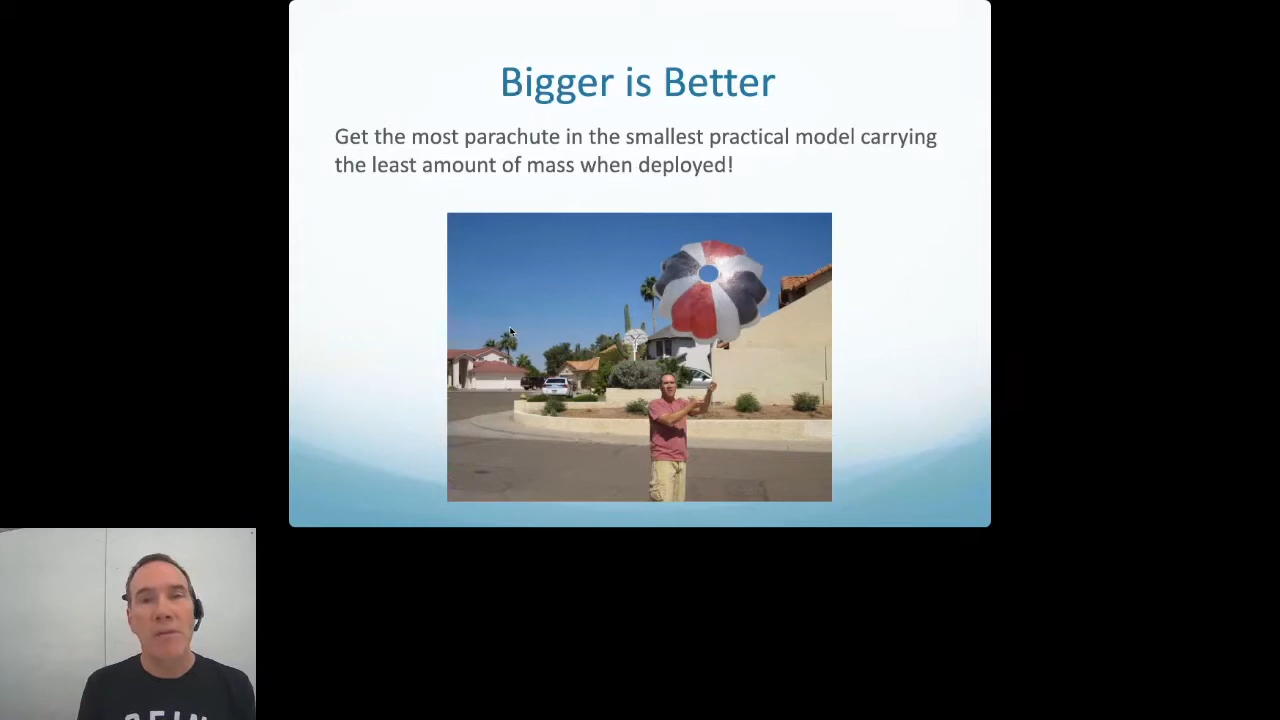 Bigger is Better
Get the most parachute in the smallest practical model carrying
the least amount of mass when deployed!